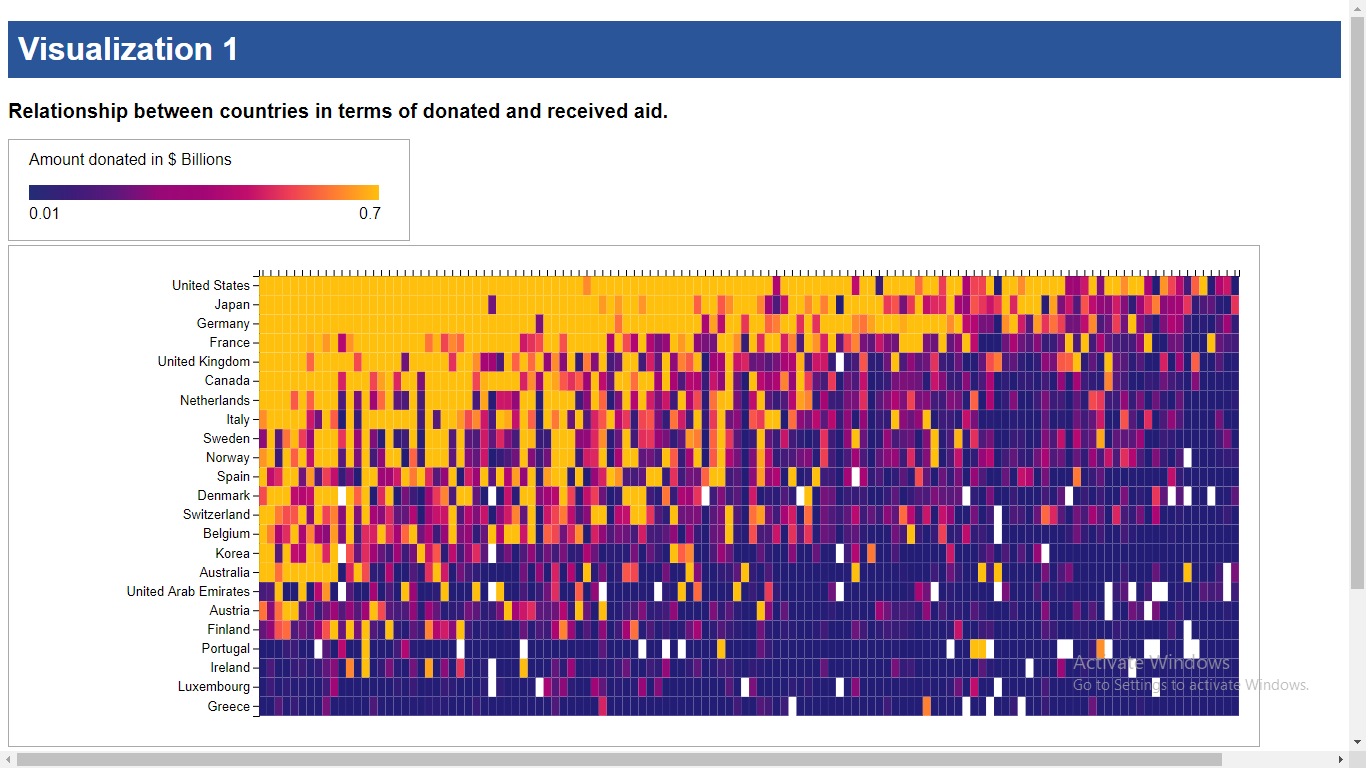 Visualization 1
Relationship between countries in terms of donated and received aid.
Amount donated in $ Billions
0.01 0.7
United States
Japan
Germany
France
United Kingdom
Canada
Netherlands
Italy
Sweden
Norway
Spain
Denmark
Switzerland
Belgium
Korea
Australia
United Arab Emirates
Austria
Finland
Portugal
Ireland
Luxembourg
Greece
Activate Windows
Go to Settings to activate Windows.